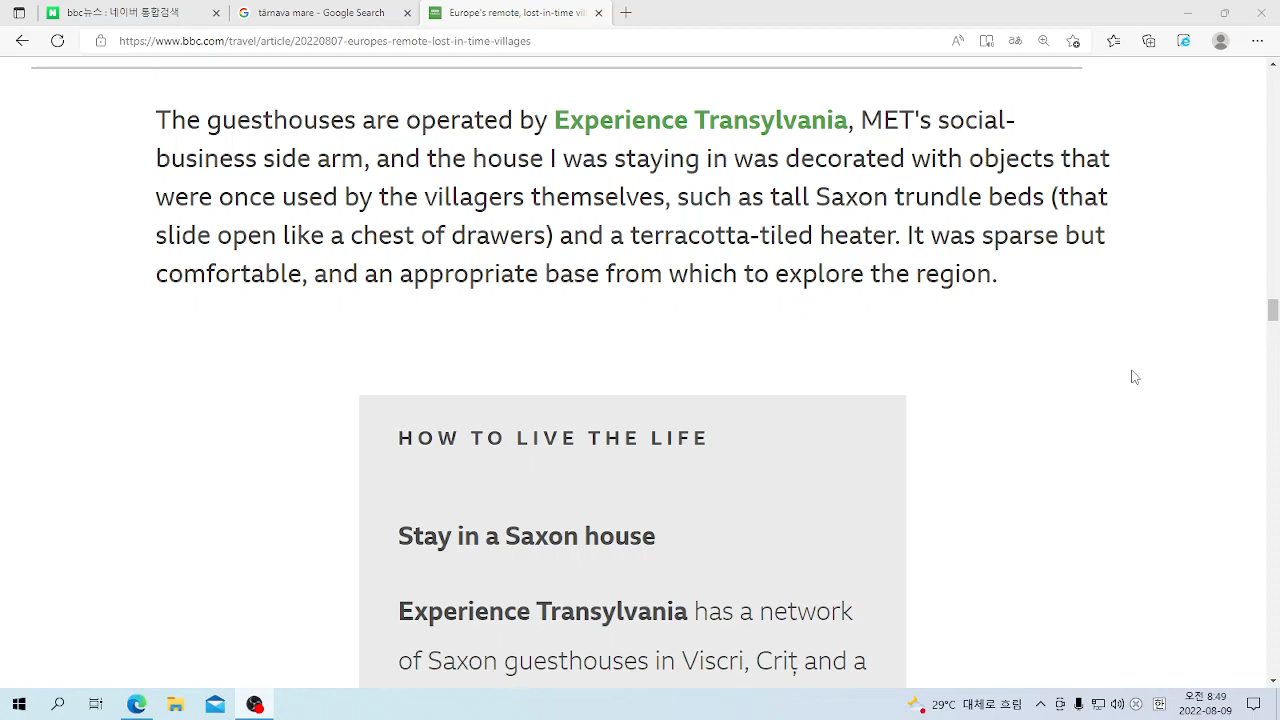 bbc뉴스 : 네이버 통합검색
târnava mare - Google Search
Europe's remote, lost-in-time vil
https://www.bbc.com/travel/article/20220807-europes-remote-lost-in-time-villages
The guesthouses are operated by Experience Transylvania, MET's social-
business side arm, and the house I was staying in was decorated with objects that
were once used by the villagers themselves, such as tall Saxon trundle beds (that
slide open like a chest of drawers) and a terracotta-tiled heater. It was sparse but
comfortable, and an appropriate base from which to explore the region.
HOW TO LIVE THE LIFE
Stay in a Saxon house
Experience Transylvania has a network
of Saxon guesthouses in Viscri, Criț and a
29°C 대체로 흐림
오전 8:49
2022-08-09